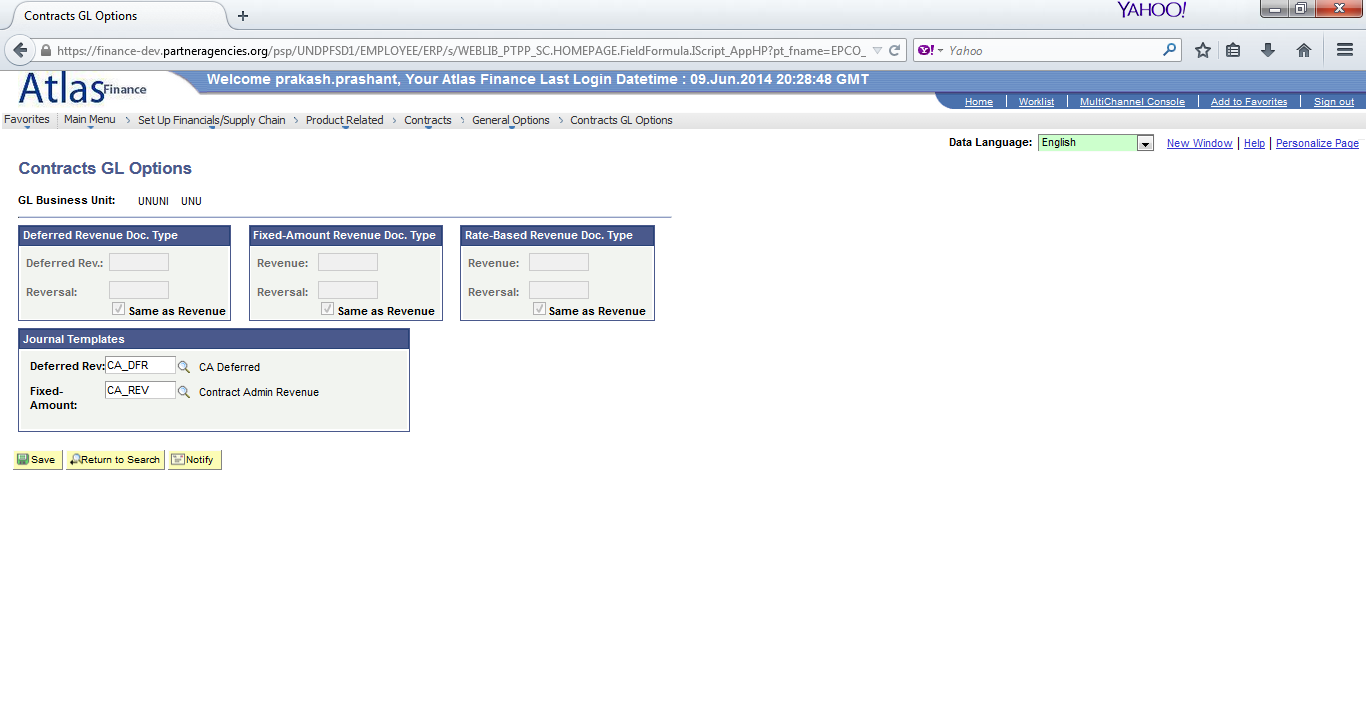 Contracts GL Options
YAHOO!
https://finance-dev.partneragencies.org/psp/UNDPFSD1/EMPLOYEE/ERP/s/WEBLIB_PTPP_SC.HOMEPAGE.FieldFormula.IScript_AppHP?pt_fname=EPCO_
Yahoo
Atlas Finance
Welcome prakash.prashant, Your Atlas Finance Last Login Datetime : 09.Jun.2014 20:28:48 GMT
Home Worklist MultiChannel Console Add to Favorites Sign out
Favorites Main Menu > Set Up Financials/Supply Chain > Product Related > Contracts > General Options > Contracts GL Options
Data Language: English New Window Help Personalize Page
Contracts GL Options
GL Business Unit: UNUNI UNU
Deferred Revenue Doc. Type Fixed-Amount Revenue Doc. Type Rate-Based Revenue Doc. Type
Deferred Rev.: Revenue: Revenue:
Reversal: Reversal: Reversal:
Same as Revenue Same as Revenue Same as Revenue
Journal Templates
Deferred Rev: CA_DFR CA Deferred
Fixed- CA_REV Contract Admin Revenue
Amount:
Save Return to Search Notify